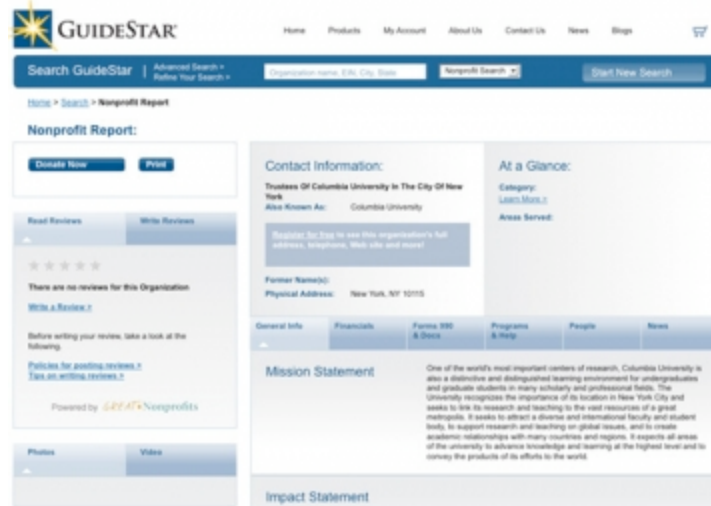 GUIDESTAR
Home Products My Account About Us Contact Us News Blogs
Search GuideStar | Advanced Search »
Refine Your Search »
Organization name, EIN, City, State
Nonprofit Search
Start New Search
Home > Search > Nonprofit Report
Nonprofit Report:
Donate Now Print
Read Reviews Write Reviews
There are no reviews for this Organization
Write a Review »
Before writing your review, take a look at the
following.
Policies for posting reviews »
Tips on writing reviews »
Powered by GREATNonprofits
Photos Video
Contact Information:
Trustees Of Columbia University In The City Of New
York
Also Known As: Columbia University
Register for free to see this organization's full
address, telephone, Web site and more!
Former Name(s):
Physical Address: New York, NY 10115
At a Glance:
Category:
Learn More »
Areas Served:
General Info Financials Forms 990
& Docs Programs
& Help People News
Mission Statement
One of the world's most important centers of research, Columbia University is
also a distinctive and distinguished learning environment for undergraduates
and graduate students in many scholarly and professional fields. The
University recognizes the importance of its location in New York City and
seeks to link its research and teaching to the vast resources of a great
metropolis. It seeks to attract a diverse and international faculty and student
body, to support research and teaching on global issues, and to create
academic relationships with many countries and regions. It expects all areas
of the university to advance knowledge and learning at the highest level and to
convey the products of its efforts to the world.
Impact Statement